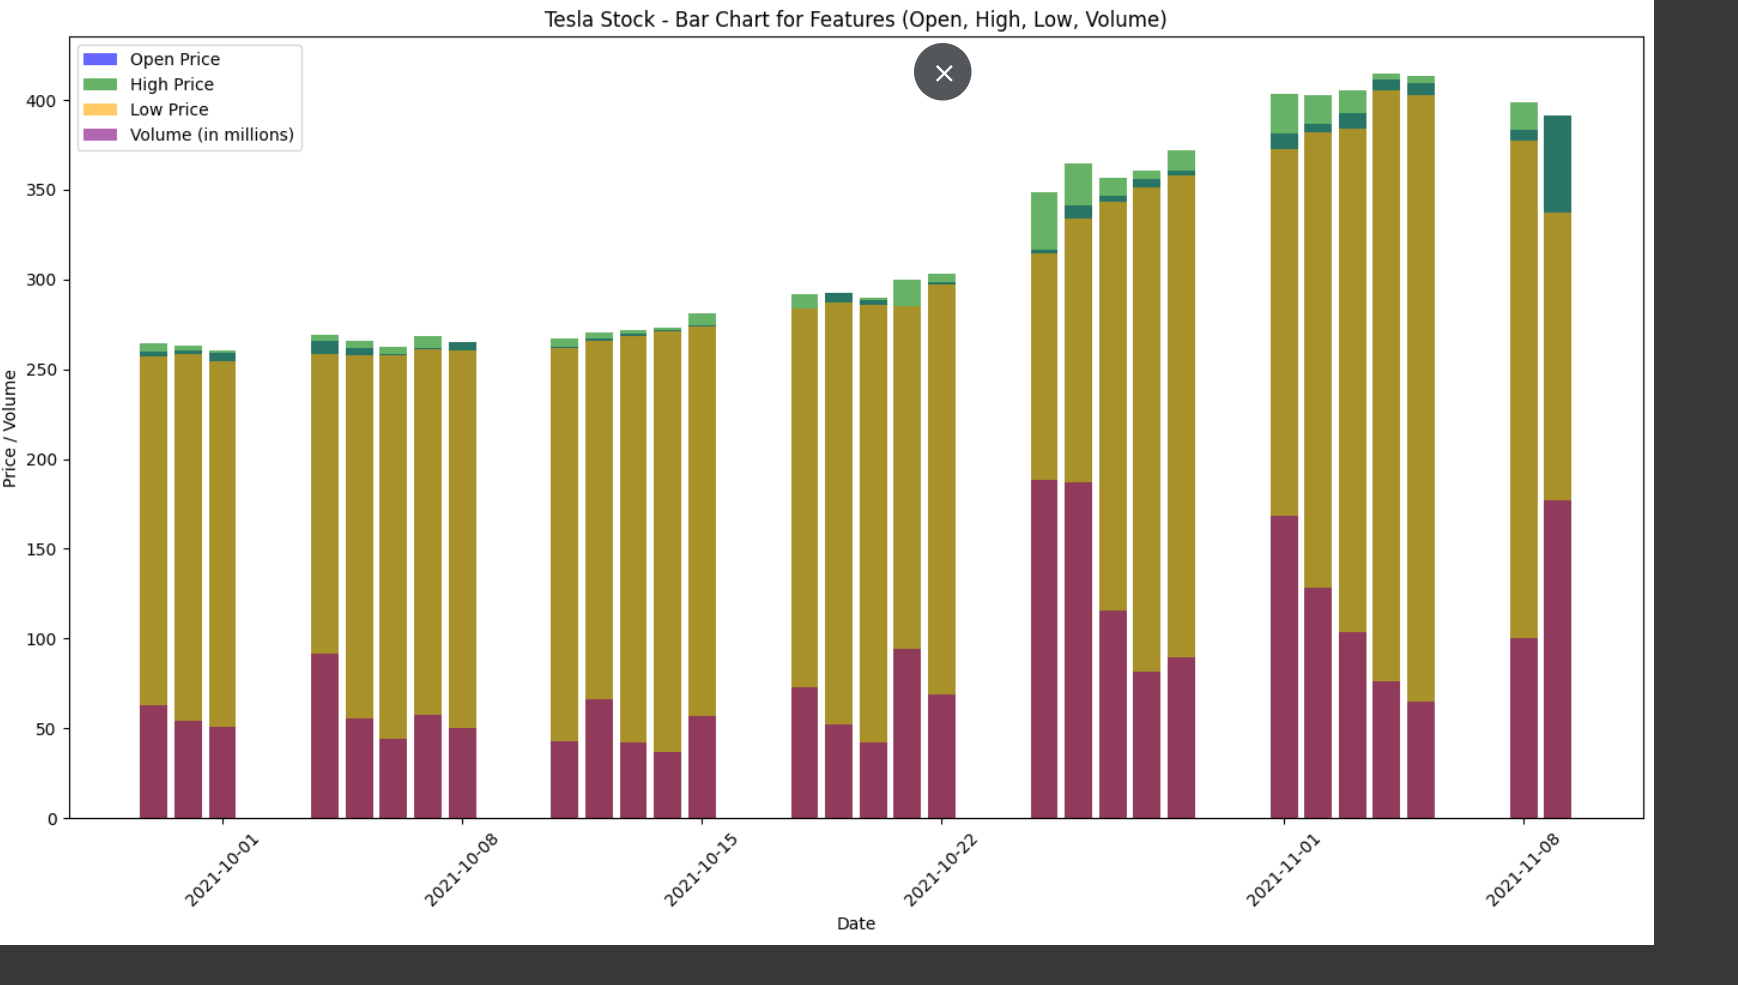 Tesla Stock - Bar Chart for Features (Open, High, Low, Volume)
Open Price
High Price
Low Price
Volume (in millions)
Price / Volume
400
350
300
250
200
150
100
50
0
2021-10-01
2021-10-08
2021-10-15
2021-10-22
2021-11-01
2021-11-08
Date